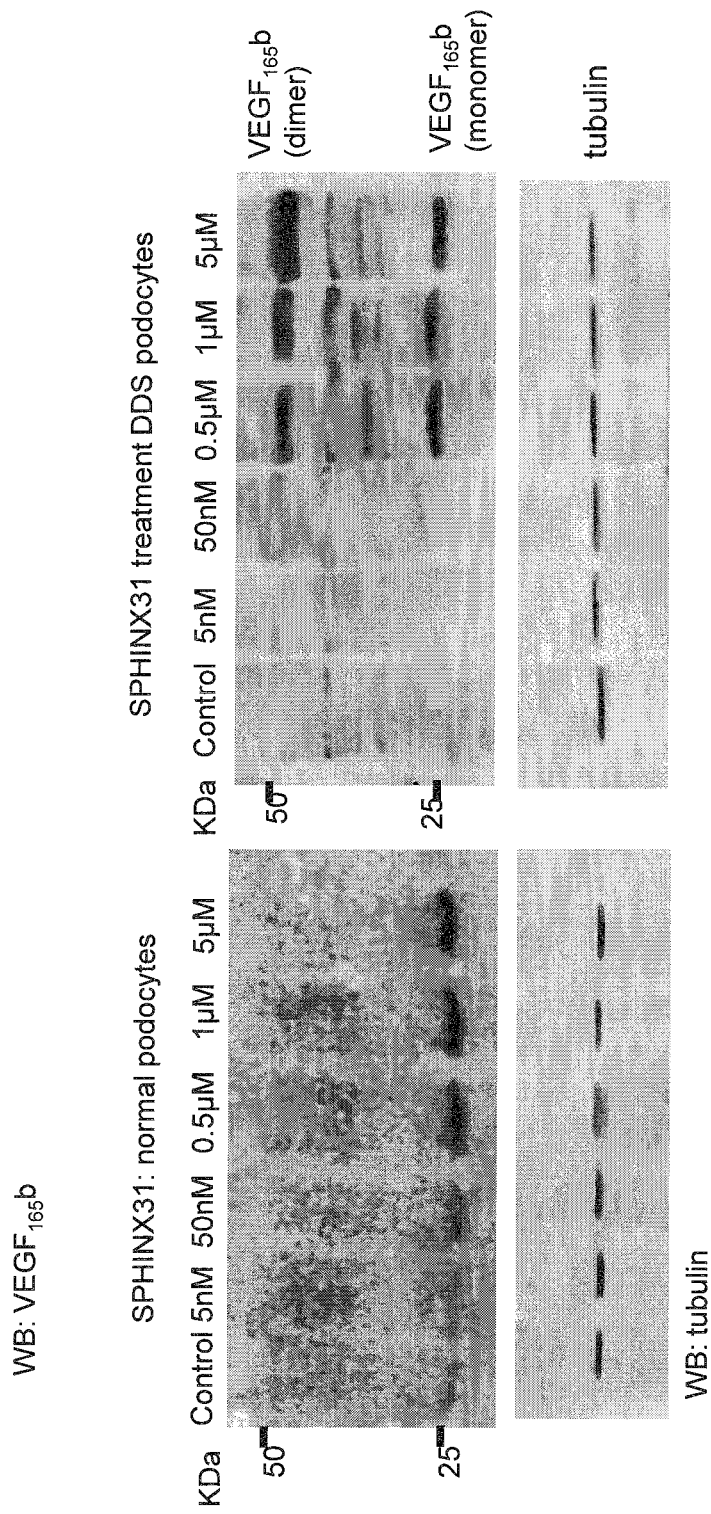 WB: VEGF165b
SPHINX31: normal podocytes
KDa Control 5nM 50nM 0.5µM 1µM 5µM
50
25
WB: tubulin
SPHINX31 treatment DDS podocytes
KDa Control 5nM 50nM 0.5µM 1µM 5µM
50
25
VEGF165b
(dimer)
VEGF165b
(monomer)
tubulin